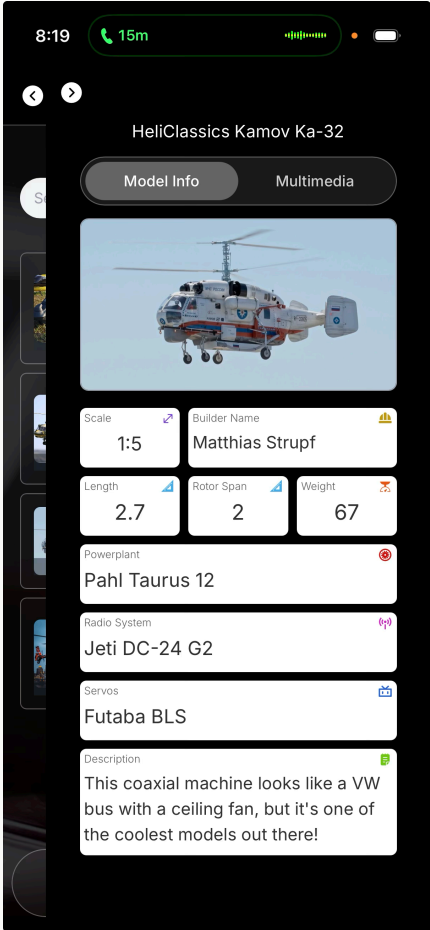 8:19
15m
HeliClassics Kamov Ka-32
Model Info
Multimedia
Scale
1:5
Builder Name
Matthias Strupf
Length
2.7
Rotor Span
2
Weight
67
Powerplant
Pahl Taurus 12
Radio System
Jeti DC-24 G2
Servos
Futaba BLS
Description
This coaxial machine looks like a VW
bus with a ceiling fan, but it's one of
the coolest models out there!